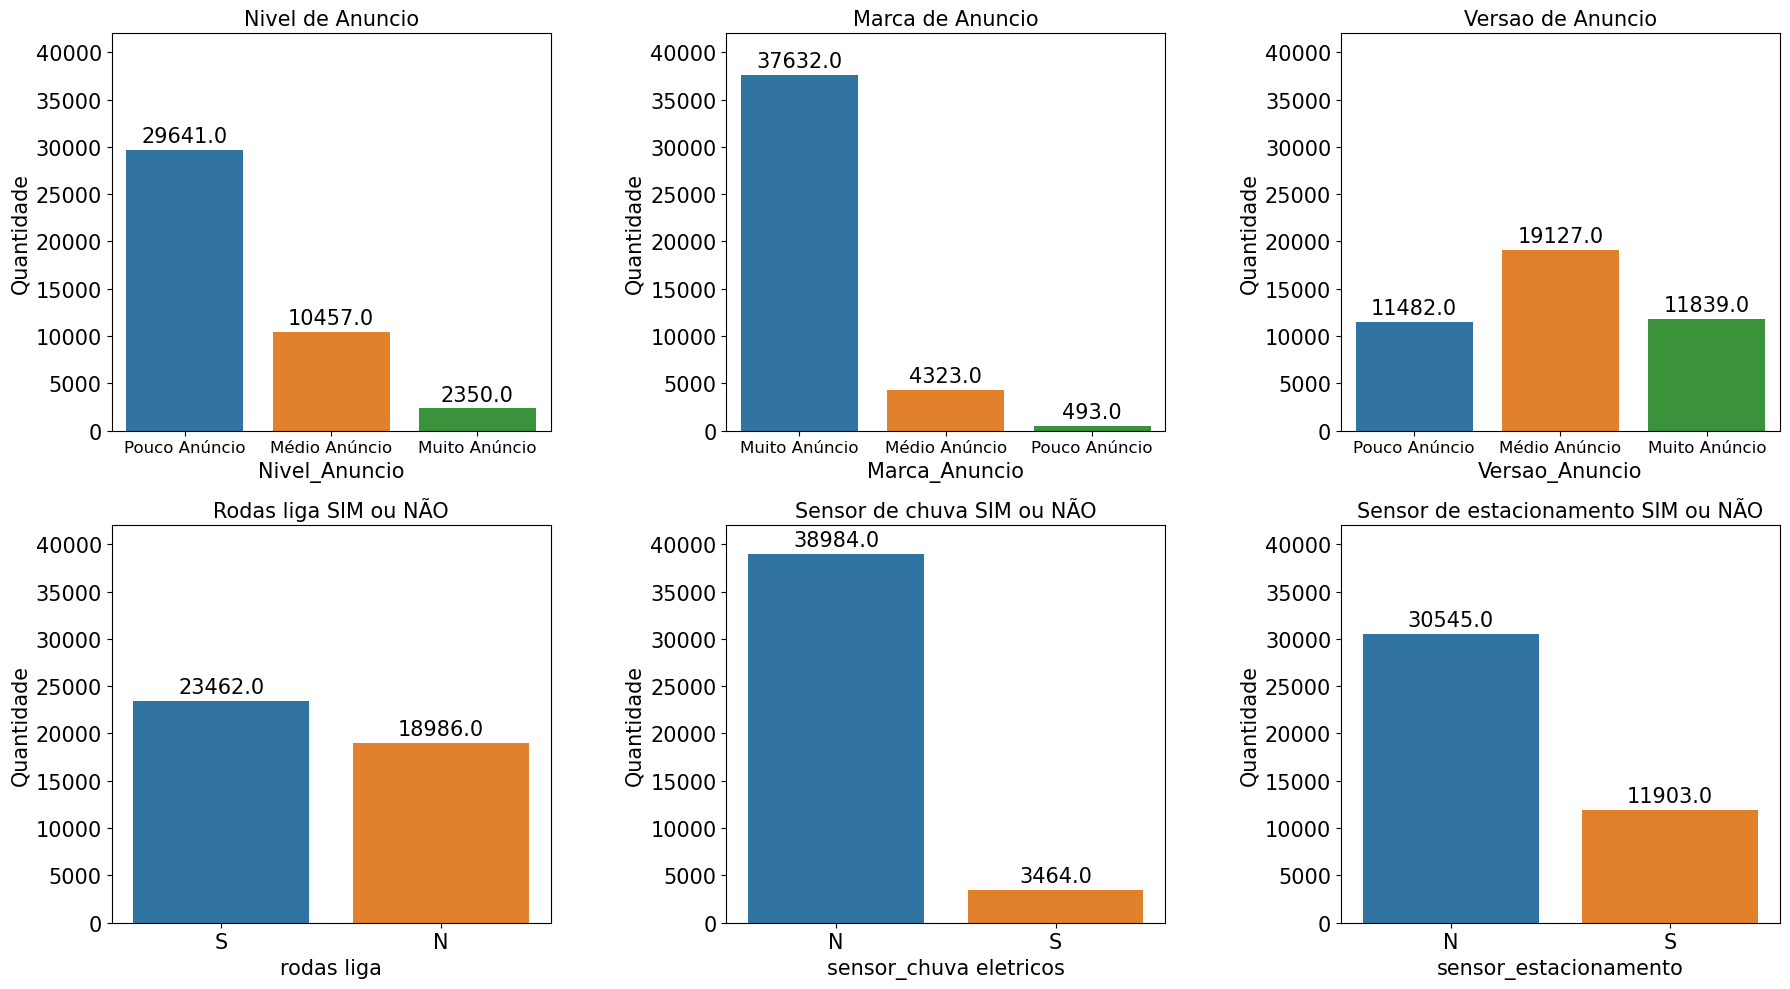 Nivel de Anuncio
40000
35000
30000
25000
20000
15000
10000
5000
0
Quantidade
29641.0
10457.0
2350.0
Pouco Anúncio
Médio Anúncio
Muito Anúncio
Nivel_Anuncio
Marca de Anuncio
40000
35000
30000
25000
20000
15000
10000
5000
0
Quantidade
37632.0
4323.0
493.0
Muito Anúncio
Médio Anúncio
Pouco Anúncio
Marca_Anuncio
Versao de Anuncio
40000
35000
30000
25000
20000
15000
10000
5000
0
Quantidade
11482.0
19127.0
11839.0
Pouco Anúncio
Médio Anúncio
Muito Anúncio
Versao_Anuncio
Rodas liga SIM ou NÃO
40000
35000
30000
25000
20000
15000
10000
5000
0
Quantidade
23462.0
18986.0
S
N
rodas liga
Sensor de chuva SIM ou NÃO
40000
35000
30000
25000
20000
15000
10000
5000
0
Quantidade
38984.0
3464.0
N
S
sensor_chuva eletricos
Sensor de estacionamento SIM ou NÃO
40000
35000
30000
25000
20000
15000
10000
5000
0
Quantidade
30545.0
11903.0
N
S
sensor_estacionamento